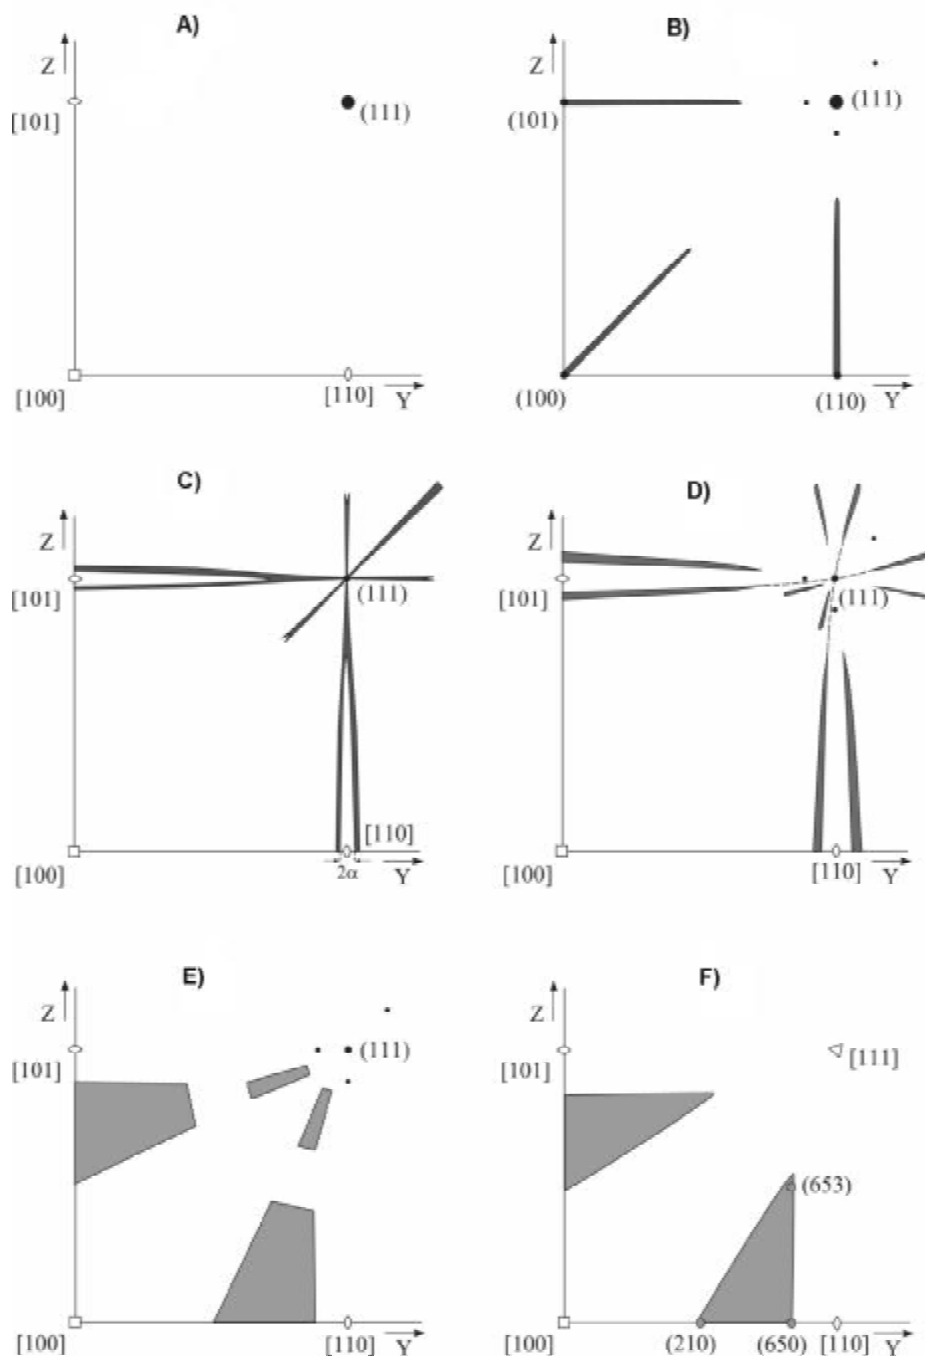 A)
Z
[101]
(111)
[100]
[110]
Y
B)
Z
(101)
(111)
(100)
(110)
Y
C)
Z
[101]
(111)
[110]
[100]
2α
Y
D)
Z
[101]
(111)
[100]
[110]
Y
E)
Z
[101]
(111)
[100]
[110]
Y
F)
Z
[101]
[111]
(653)
[100]
(210)
(650)
[110]
Y